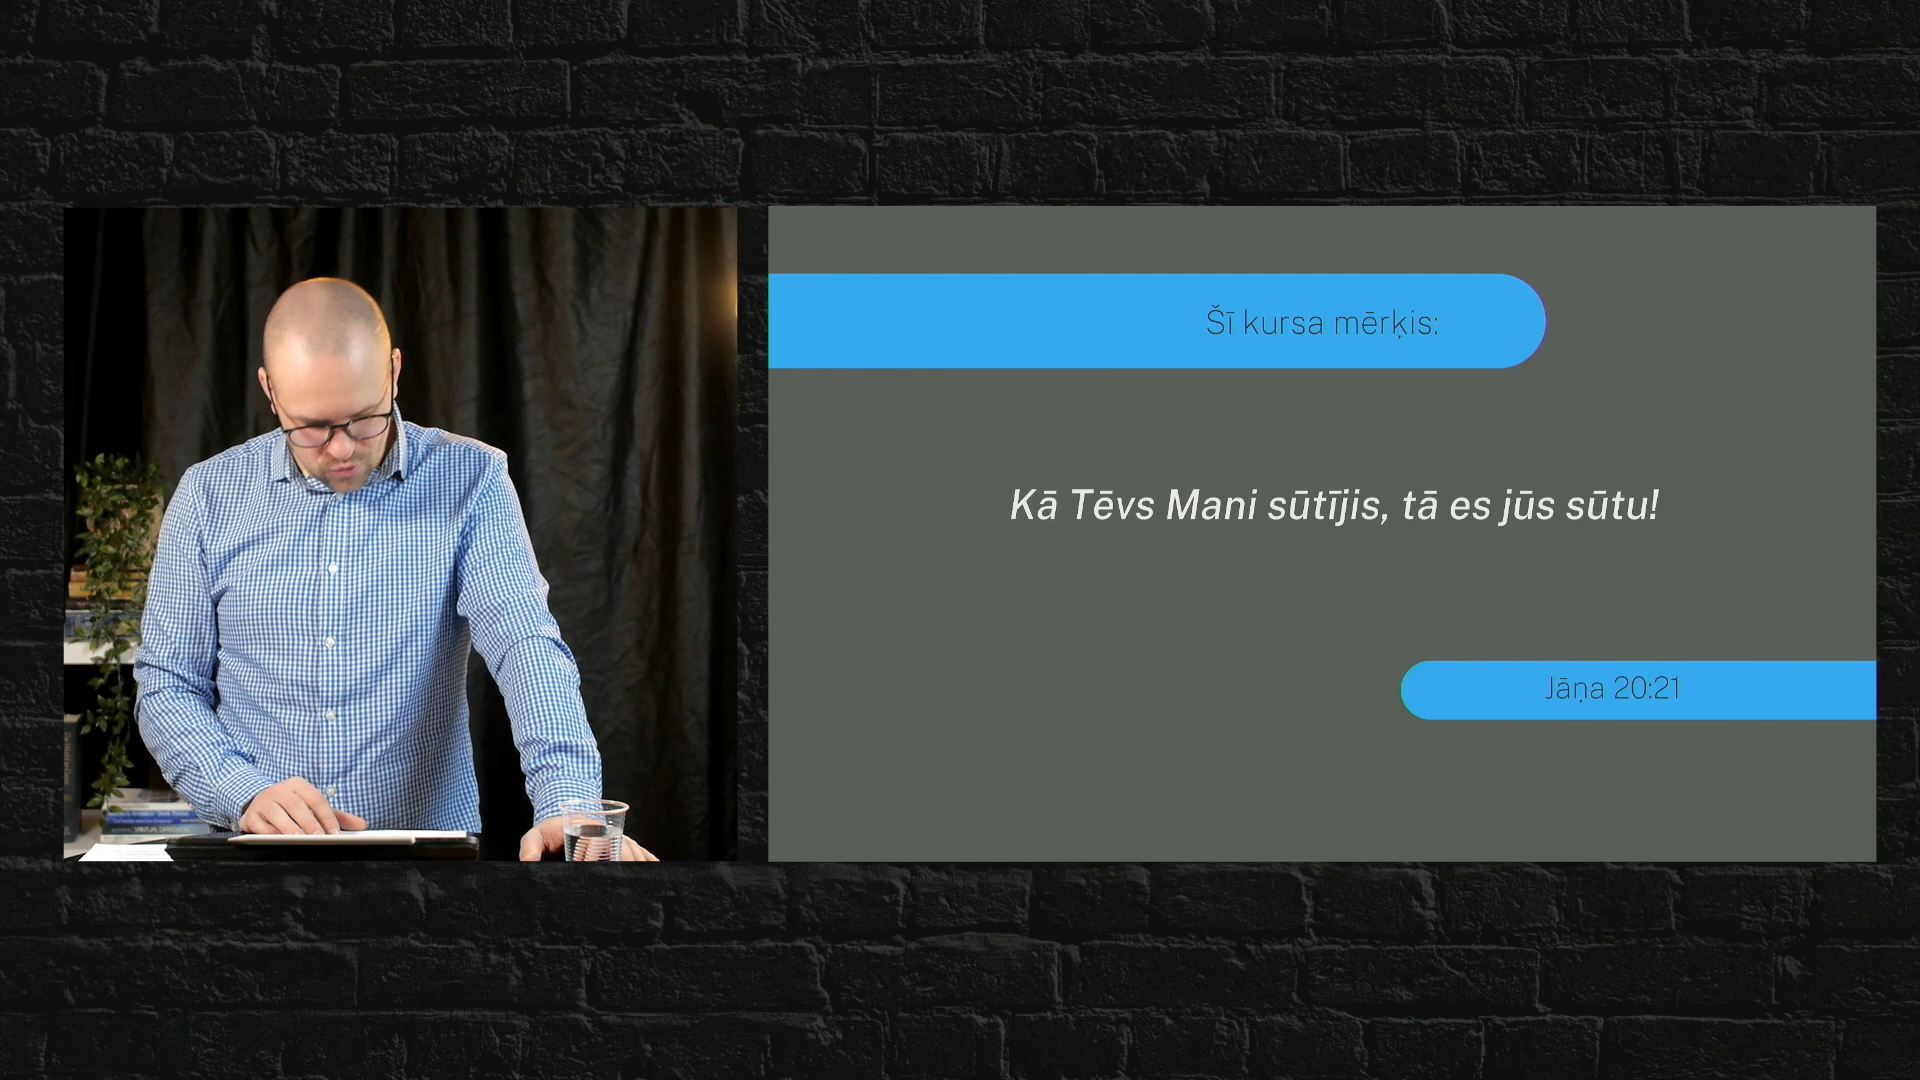 Šī kursa mērķis:
Kā Tēvs Mani sūtījis, tā es jūs sūtu!
Jāņa 20:21